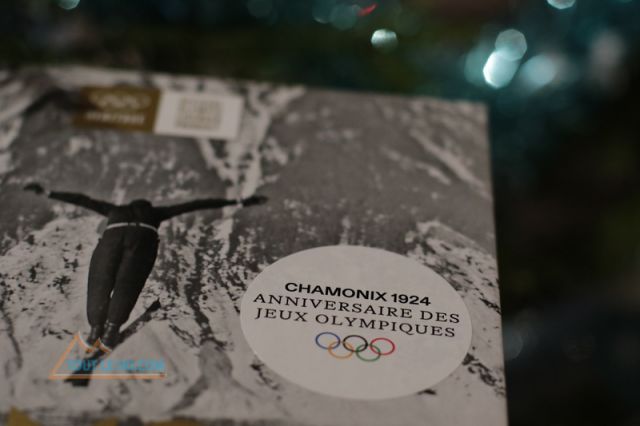 CHAMONIX 1924
ANNIVERSAIRE DES
JEUX OLYMPIQUES